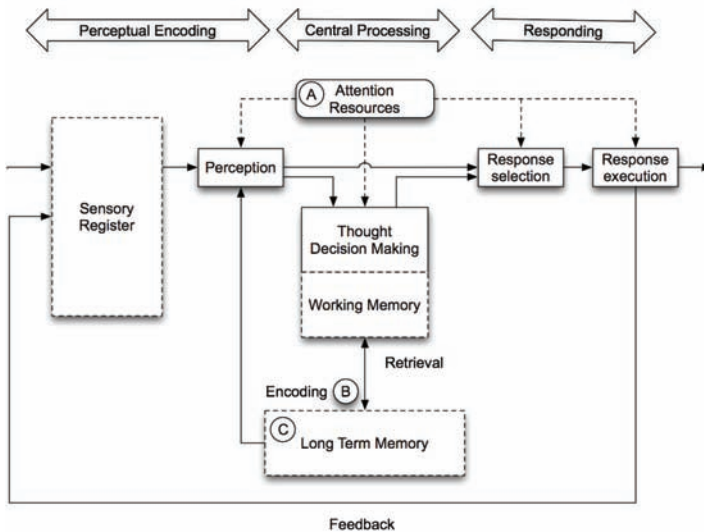 Perceptual Encoding
Central Processing
Responding
A
Attention
Resources
Sensory
Register
Perception
Response
selection
Response
execution
Thought
Decision Making
Working Memory
Retrieval
Encoding
B
C
Long Term Memory
Feedback